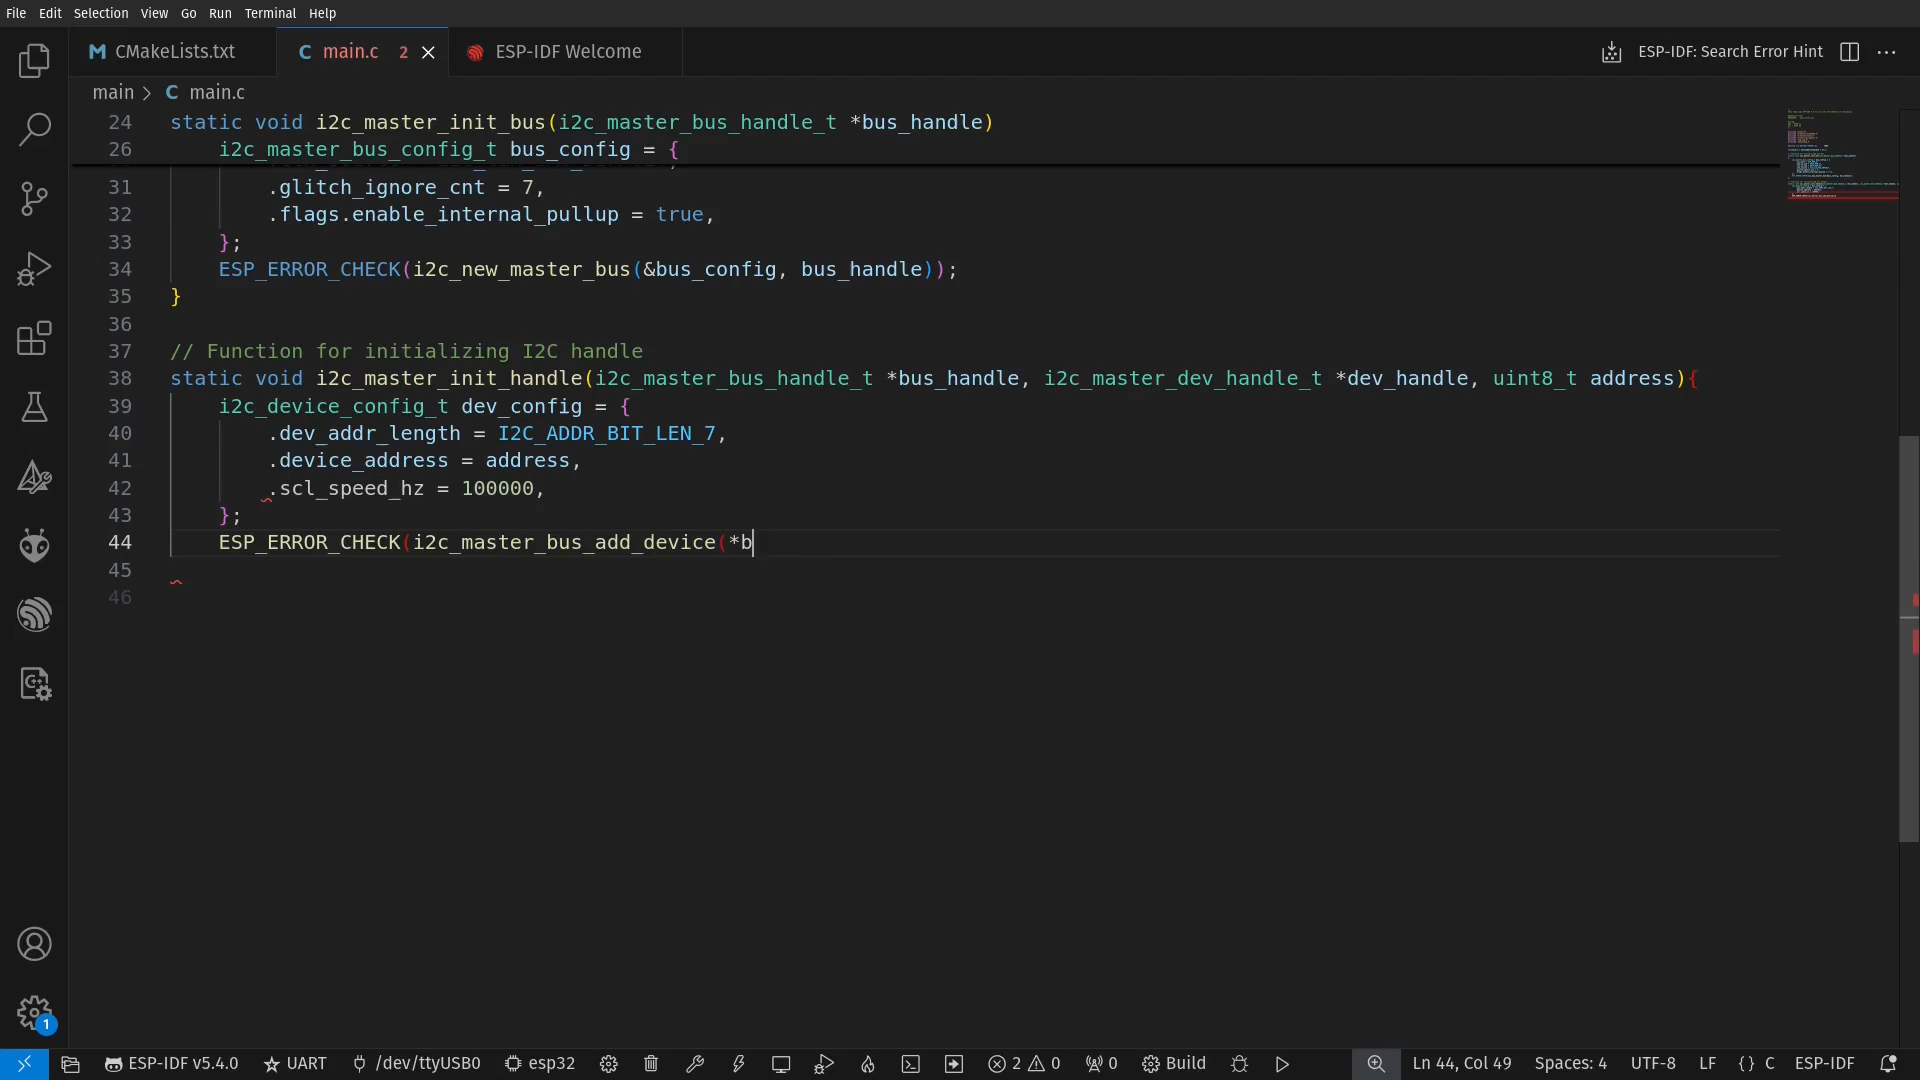 File Edit Selection View Go Run Terminal Help
CMakeLists.txt main.c 2 ESP-IDF Welcome ESP-IDF: Search Error Hint
main > C main.c
24 static void i2c_master_init_bus(i2c_master_bus_handle_t *bus_handle)
26 i2c_master_bus_config_t bus_config = {
31 .glitch_ignore_cnt = 7,
32 .flags.enable_internal_pullup = true,
33 };
34 ESP_ERROR_CHECK(i2c_new_master_bus(&bus_config, bus_handle));
35 }
36
37 // Function for initializing I2C handle
38 static void i2c_master_init_handle(i2c_master_bus_handle_t *bus_handle, i2c_master_dev_handle_t *dev_handle, uint8_t address){
39 i2c_device_config_t dev_config = {
40 .dev_addr_length = I2C_ADDR_BIT_LEN_7,
41 .device_address = address,
42 .scl_speed_hz = 100000,
43 };
44 ESP_ERROR_CHECK(i2c_master_bus_add_device(*b
45
46
1
ESP-IDF v5.4.0 UART /dev/ttyUSB0 esp32 2 0 0 Build Ln 44, Col 49 Spaces: 4 UTF-8 LF {} C ESP-IDF